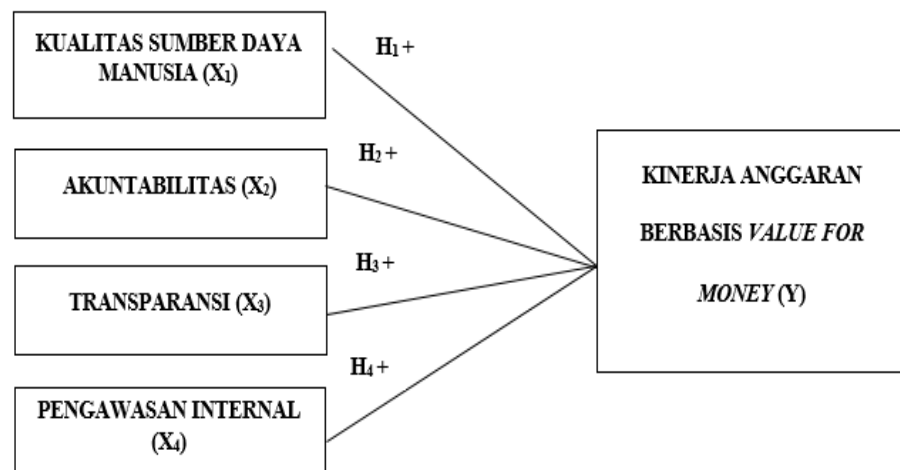 KUALITAS SUMBER DAYA
MANUSIA (X₁)
H₁ +
AKUNTABILITAS (X₂)
H₂ +
TRANSPARANSI (X₃)
H₃ +
PENGAWASAN INTERNAL
(X₄)
H₄ +
KINERJA ANGGARAN
BERBASIS VALUE FOR
MONEY (Y)